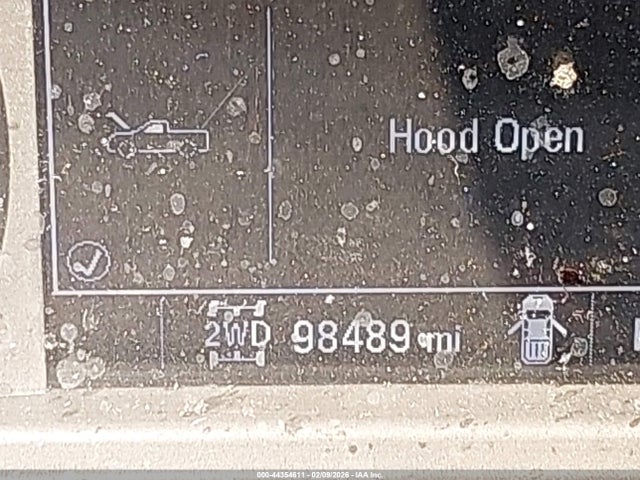 Hood Open
2WD 98489 mi
000-44354611 - 02/09/2026 - IAA Inc.